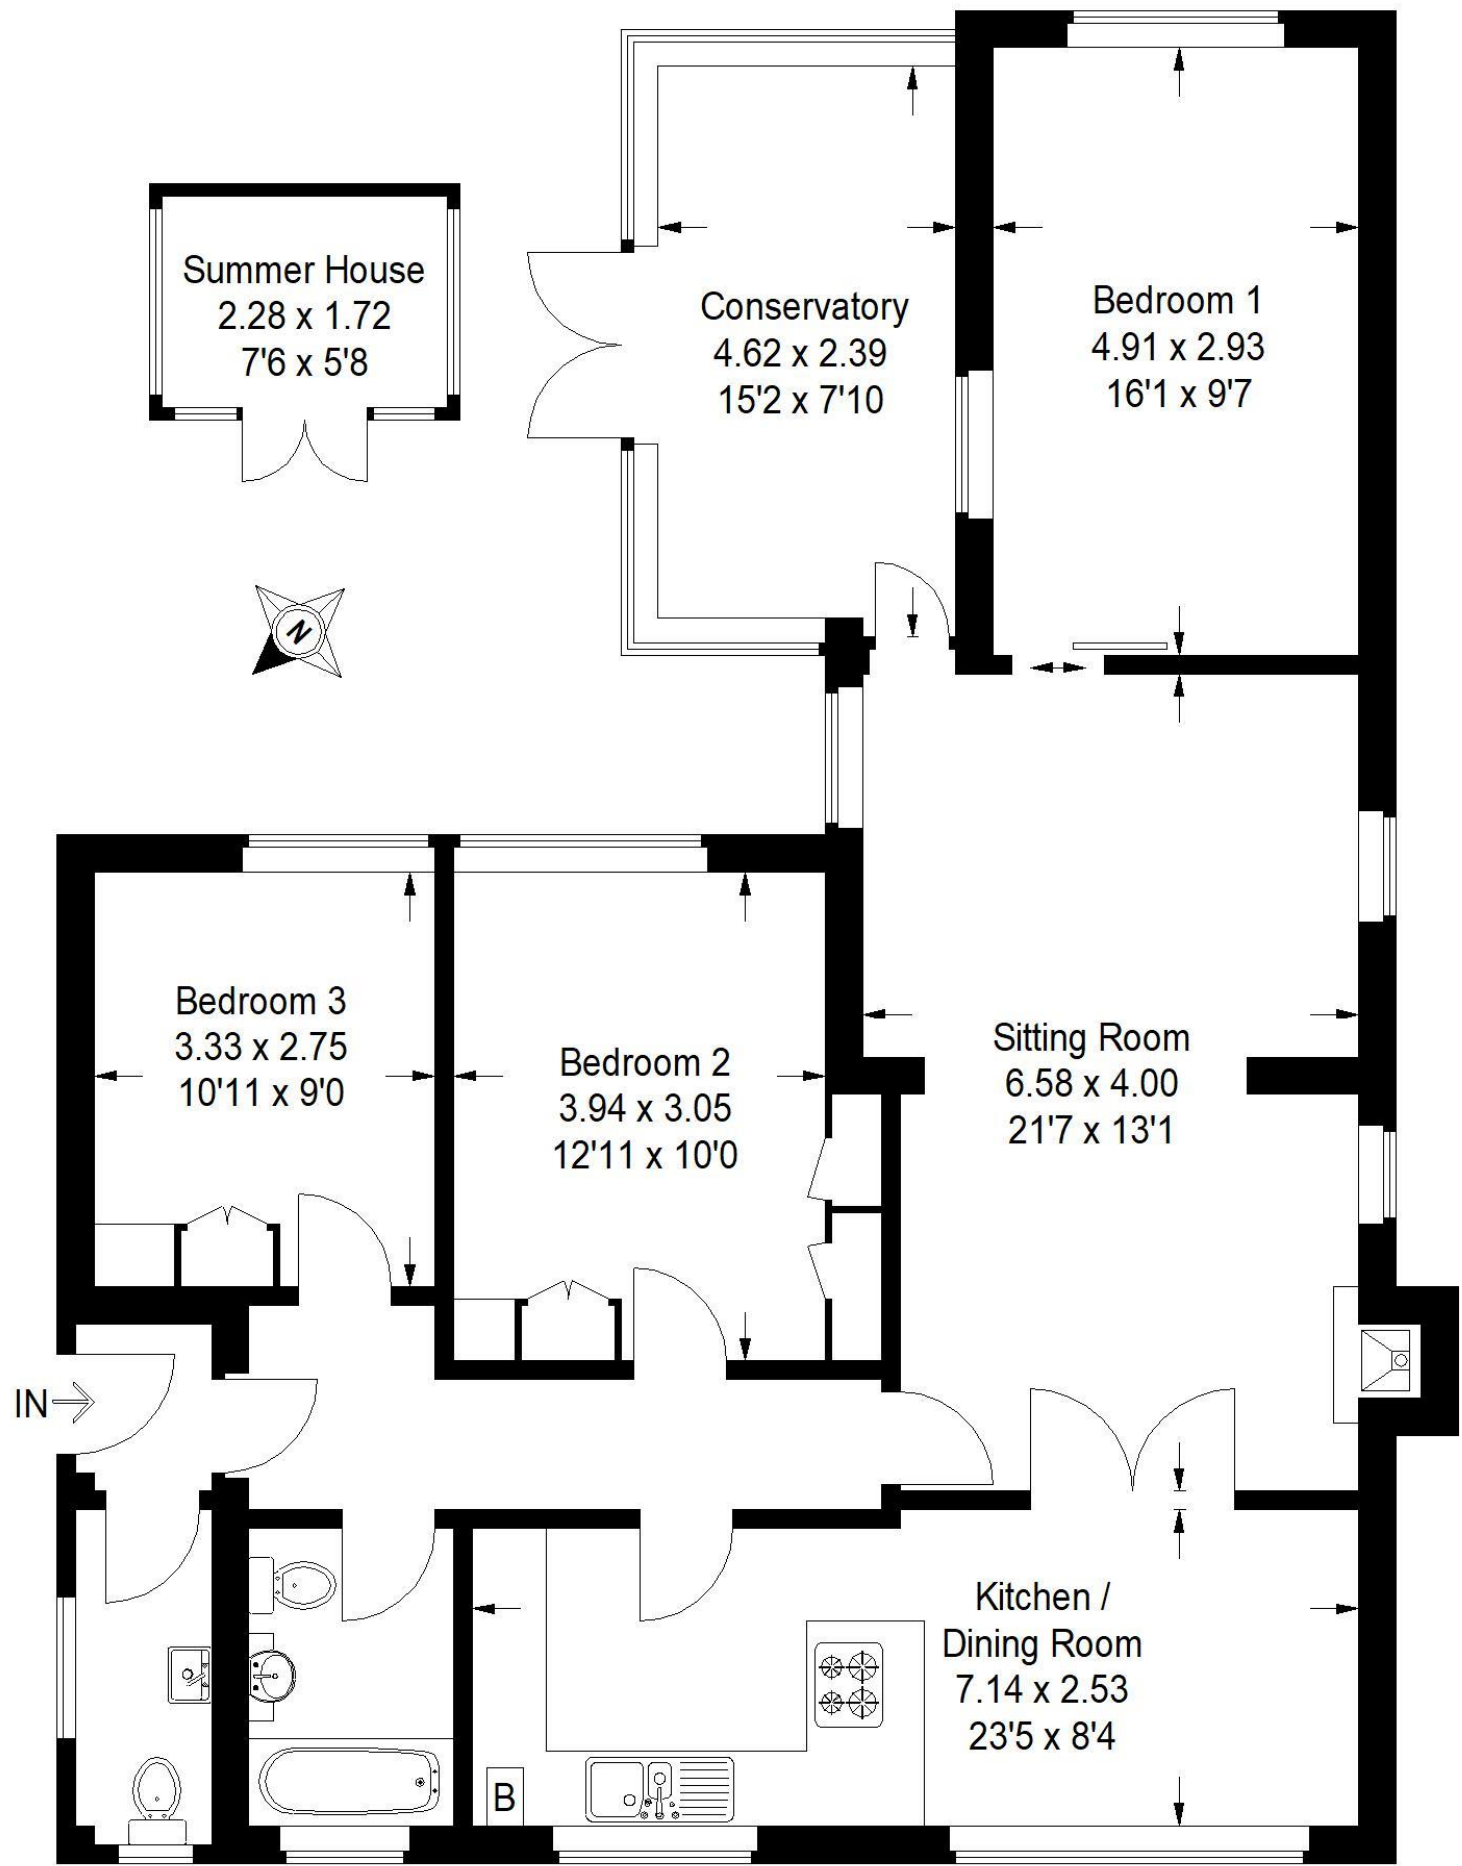 Summer House
2.28 x 1.72
7'6 x 5'8
Conservatory
4.62 x 2.39
15'2 x 7'10
Bedroom 1
4.91 x 2.93
16'1 x 9'7
N
Bedroom 3
3.33 x 2.75
10'11 x 9'0
Bedroom 2
3.94 x 3.05
12'11 x 10'0
Sitting Room
6.58 x 4.00
21'7 x 13'1
IN
Kitchen /
Dining Room
7.14 x 2.53
23'5 x 8'4
B